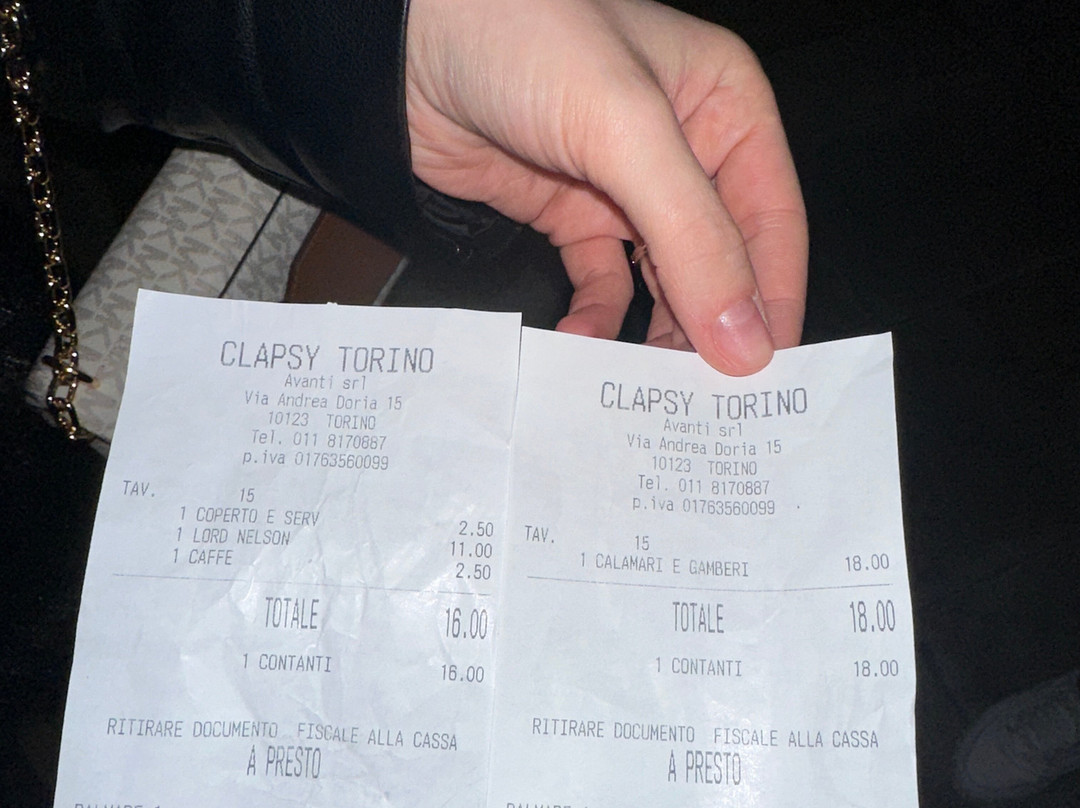 CLAPSY TORINO
Avanti srl
Via Andrea Doria 15
10123 TORINO
Tel. 011 8170887
p.iva 01763560099
TAV. 15
1 COPERTO E SERV 2.50
1 LORD NELSON 11.00
1 CAFFE 2.50
TOTALE 16.00
1 CONTANTI 16.00
RITIRARE DOCUMENTO FISCALE ALLA CASSA
A PRESTO
CLAPSY TORINO
Avanti srl
Via Andrea Doria 15
10123 TORINO
Tel. 011 8170887
p.iva 01763560099
TAV. 15
1 CALAMARI E GAMBERI 18.00
TOTALE 18.00
1 CONTANTI 18.00
RITIRARE DOCUMENTO FISCALE ALLA CASSA
A PRESTO